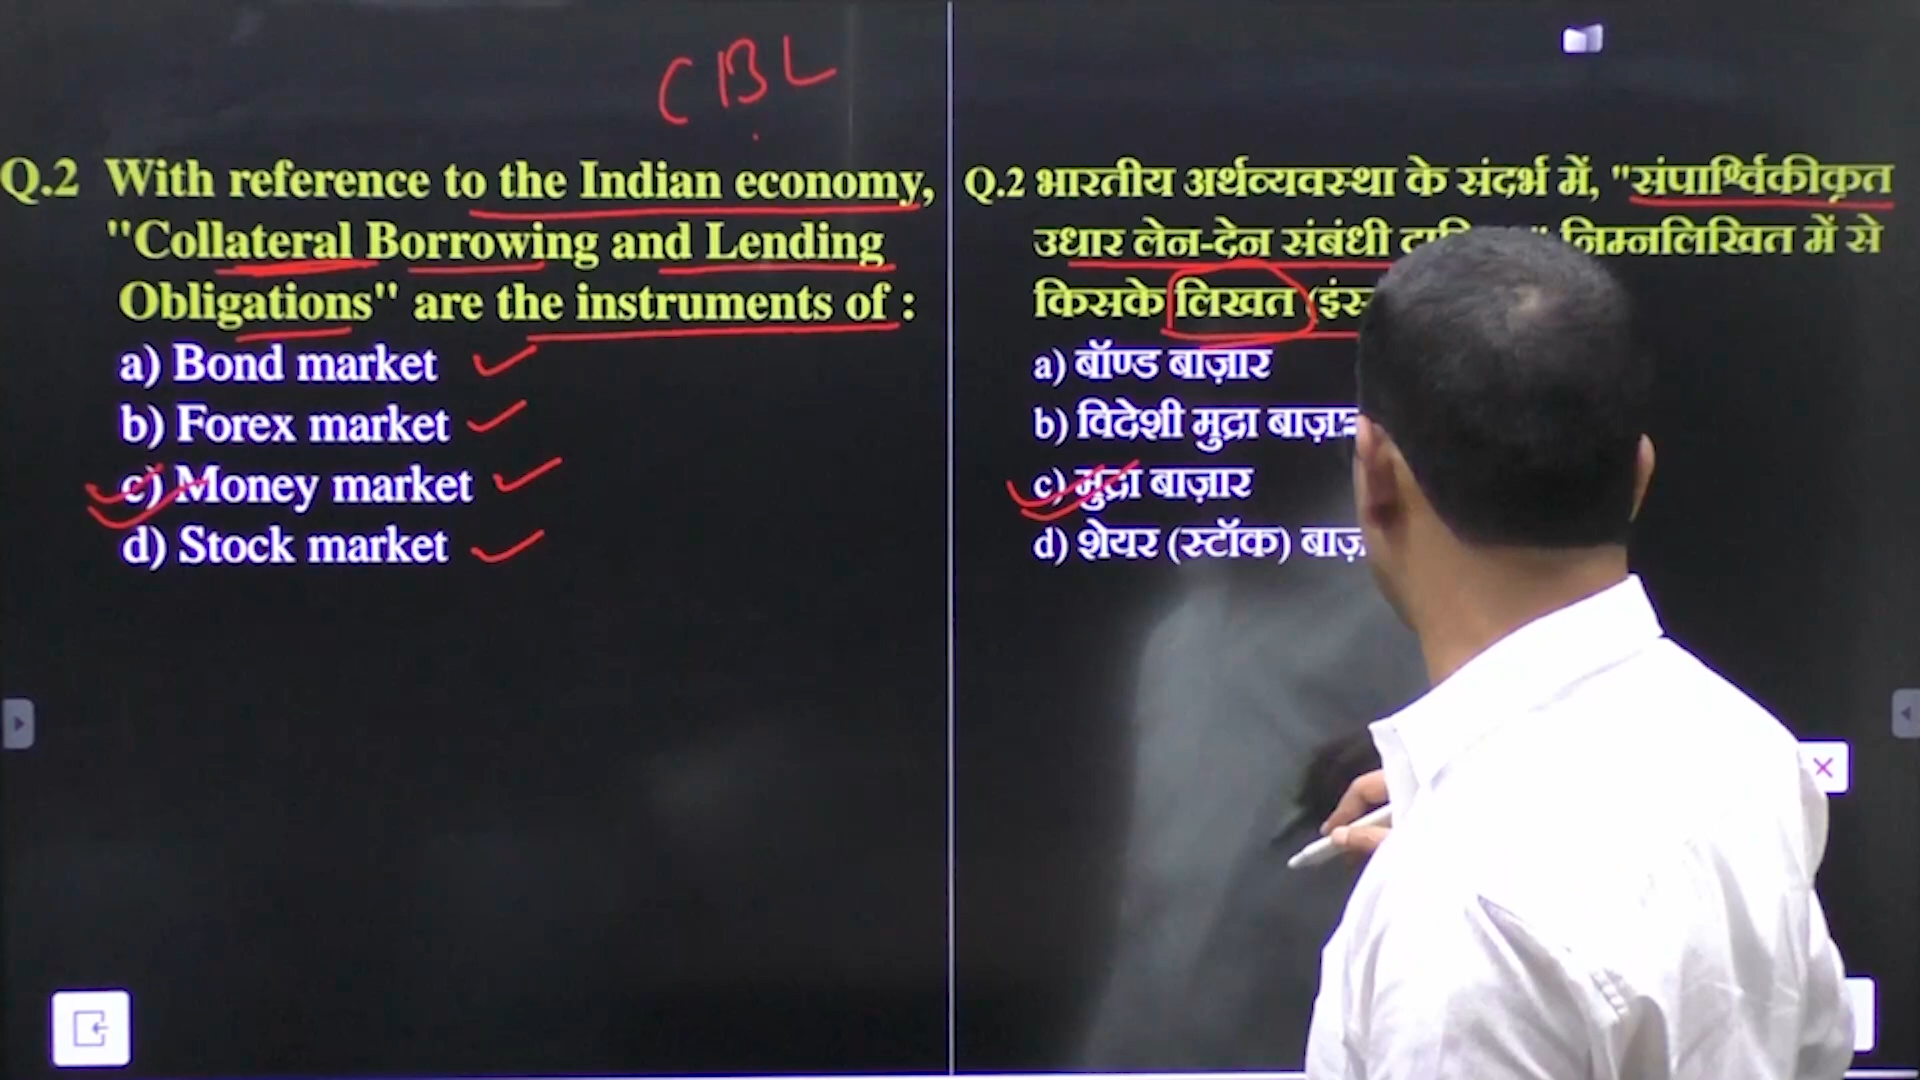 CBL
Q.2 With reference to the Indian economy,
"Collateral Borrowing and Lending
Obligations" are the instruments of :
a) Bond market
b) Forex market
c) Money market
d) Stock market
Q.2 भारतीय अर्थव्यवस्था के संदर्भ में, "संपार्श्विकीकृत
उधार लेन-देन संबंधी निम्नलिखित में से
किसके लिखत
a) बॉण्ड बाज़ार
b) विदेशी मुद्रा
c) मुद्रा बाज़ार
d) शेयर (स्टॉक)